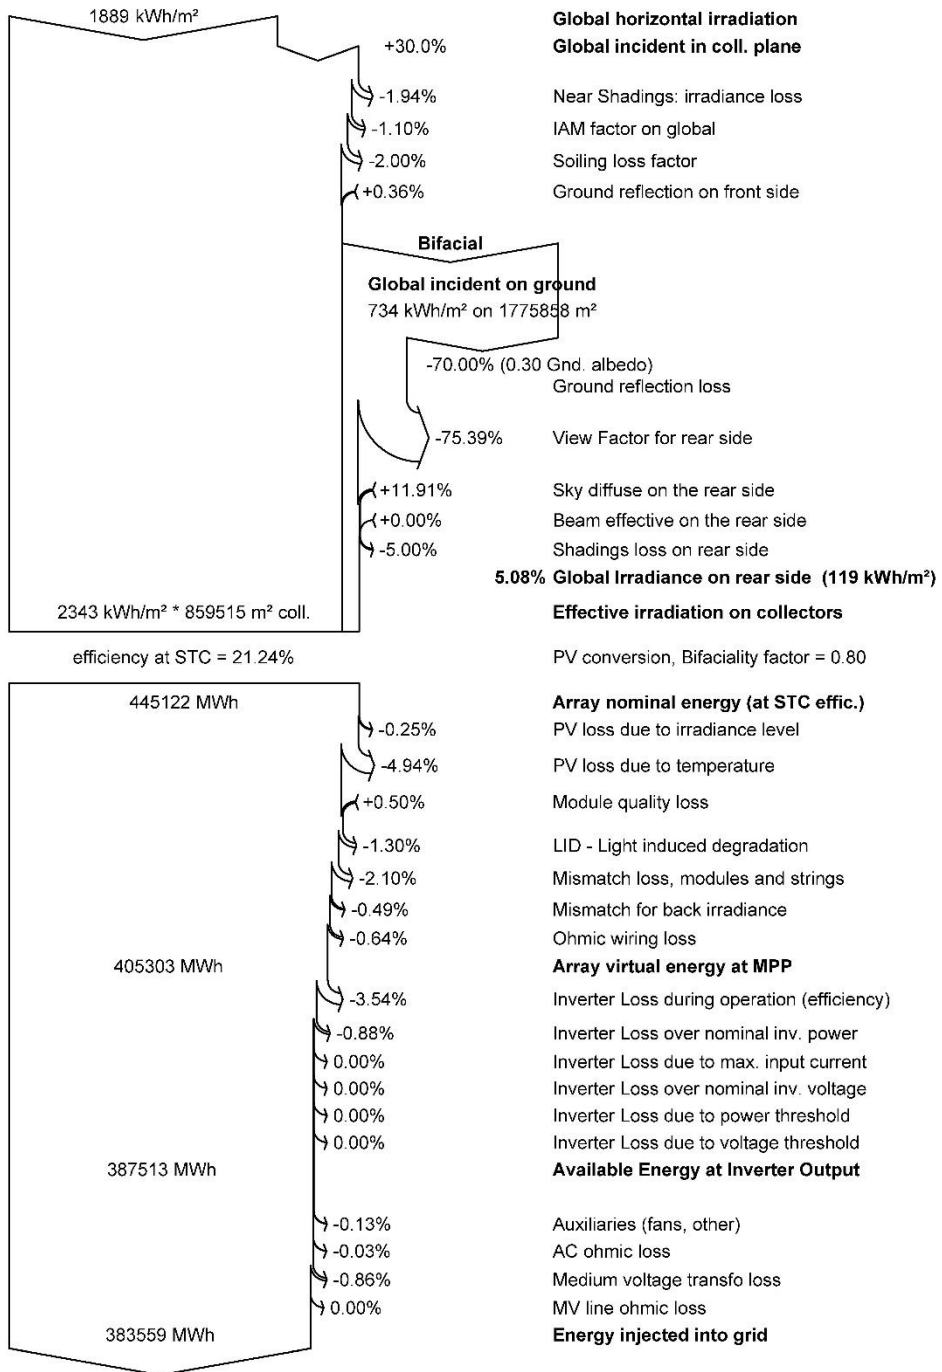 1889 kWh/m² Global horizontal irradiation
+30.0% Global incident in coll. plane
-1.94% Near Shadings: irradiance loss
-1.10% IAM factor on global
-2.00% Soiling loss factor
+0.36% Ground reflection on front side
Bifacial
Global incident on ground
734 kWh/m² on 1775858 m²
-70.00% (0.30 Gnd. albedo)
Ground reflection loss
-75.39% View Factor for rear side
+11.91% Sky diffuse on the rear side
+0.00% Beam effective on the rear side
-5.00% Shadings loss on rear side
5.08% Global Irradiance on rear side (119 kWh/m²)
2343 kWh/m² * 859515 m² coll. Effective irradiation on collectors
efficiency at STC = 21.24% PV conversion, Bifaciality factor = 0.80
445122 MWh Array nominal energy (at STC effic.)
-0.25% PV loss due to irradiance level
-4.94% PV loss due to temperature
+0.50% Module quality loss
-1.30% LID - Light induced degradation
-2.10% Mismatch loss, modules and strings
-0.49% Mismatch for back irradiance
-0.64% Ohmic wiring loss
405303 MWh Array virtual energy at MPP
-3.54% Inverter Loss during operation (efficiency)
-0.88% Inverter Loss over nominal inv. power
0.00% Inverter Loss due to max. input current
0.00% Inverter Loss over nominal inv. voltage
0.00% Inverter Loss due to power threshold
0.00% Inverter Loss due to voltage threshold
387513 MWh Available Energy at Inverter Output
-0.13% Auxiliaries (fans, other)
-0.03% AC ohmic loss
-0.86% Medium voltage transfo loss
0.00% MV line ohmic loss
383559 MWh Energy injected into grid